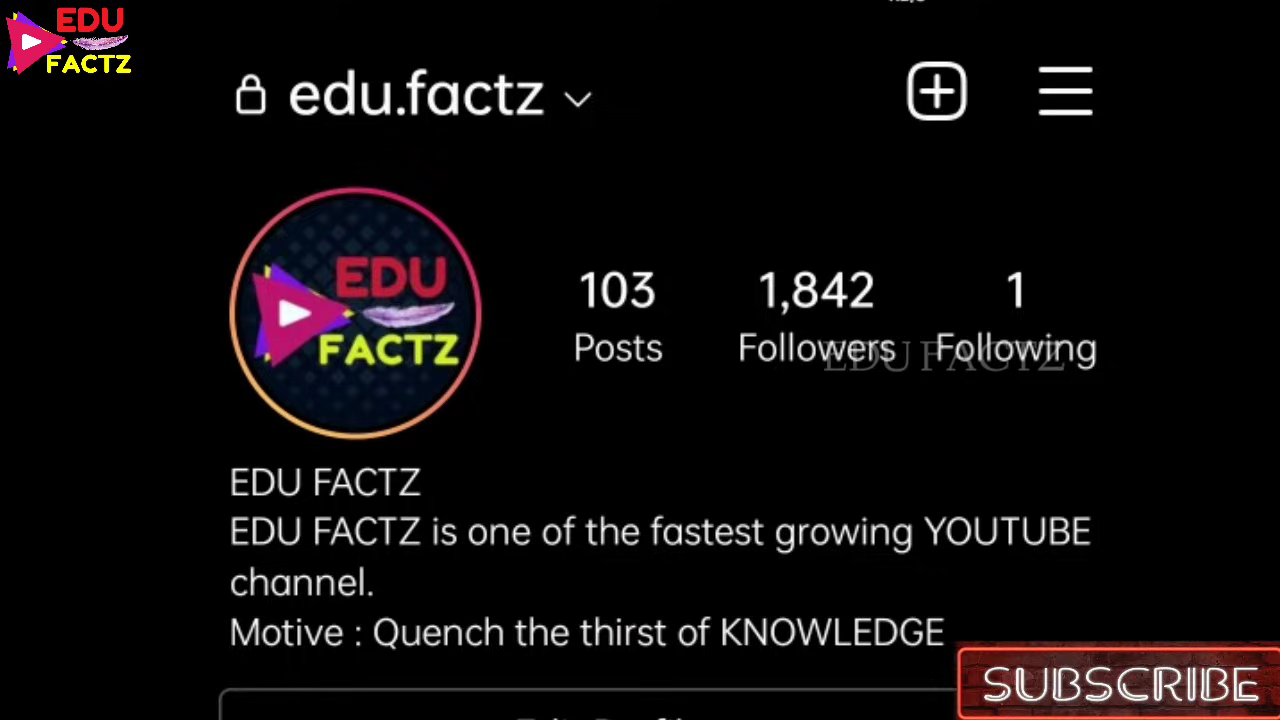 EDU
FACTZ
edu.factz
EDU
FACTZ
103
1,842
1
Posts
Followers
Following
EDU FACTZ
EDU FACTZ
EDU FACTZ is one of the fastest growing YOUTUBE
channel.
Motive : Quench the thirst of KNOWLEDGE
SUBSCRIBE